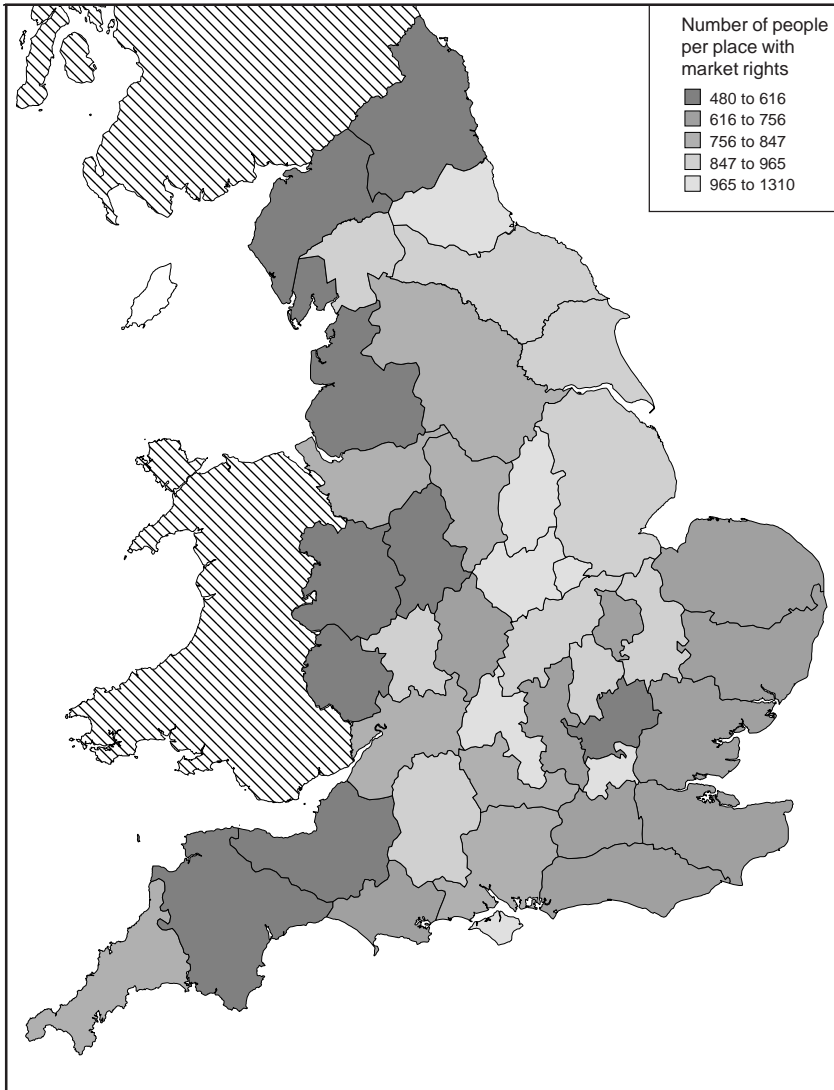 Number of people
per place with
market rights
480 to 616
616 to 756
756 to 847
847 to 965
965 to 1310